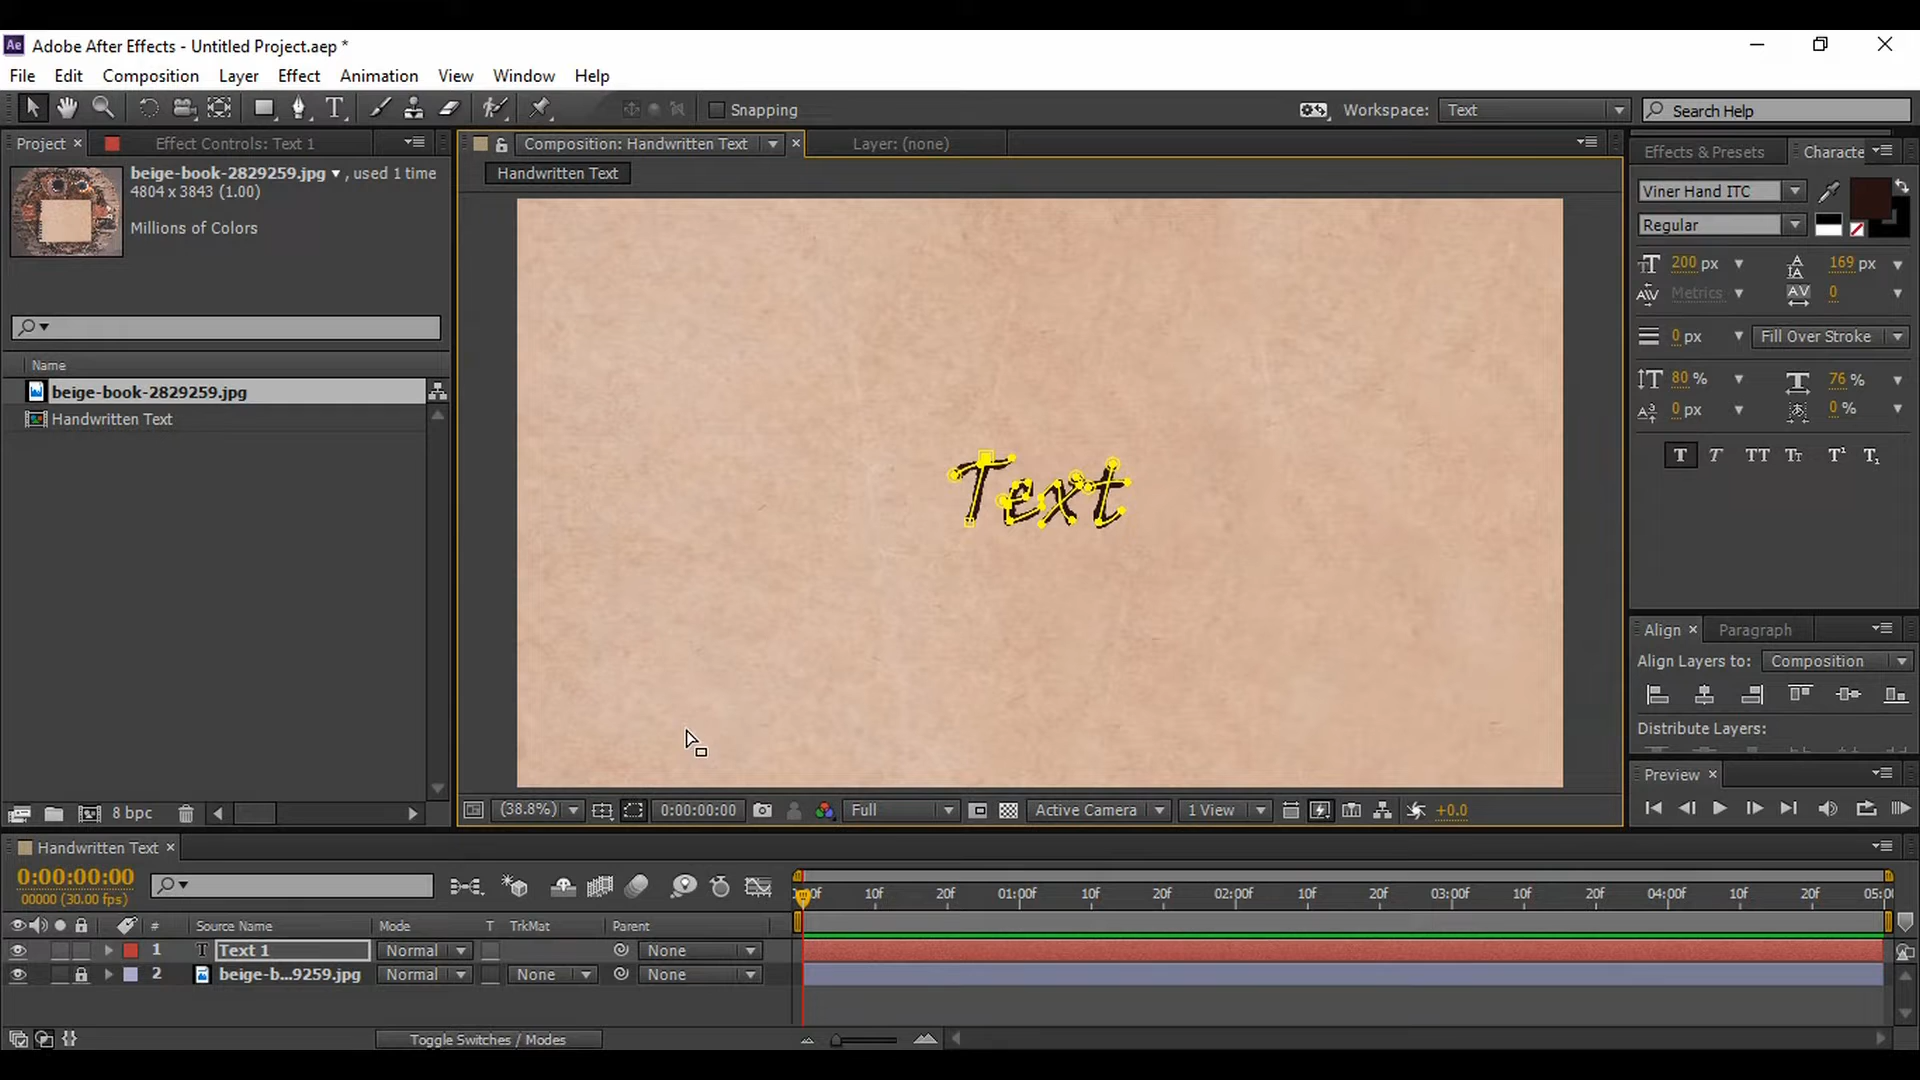 Adobe After Effects - Untitled Project.aep *
File Edit Composition Layer Effect Animation View Window Help
Snapping Workspace: Text Search Help
Project × Effect Controls: Text 1
beige-book-2829259.jpg ▼ , used 1 time
4804 x 3843 (1.00)
Millions of Colors
Name
beige-book-2829259.jpg
Handwritten Text
8 bpc
Composition: Handwritten Text × Layer: (none)
Handwritten Text
Text
(38.8%) 0:00:00:00 Full Active Camera 1 View +0.0
Effects & Presets Characte
Viner Hand ITC
Regular
200 px 169 px
Metrics 0
0 px Fill Over Stroke
80 % 76 %
0 px 0 %
T T TT Tt T¹ T₁
Align × Paragraph
Align Layers to: Composition
Distribute Layers:
Preview ×
Handwritten Text ×
0:00:00:00
00000 (30.00 fps)
:00f 10f 20f 01:00f 10f 20f 02:00f 10f 20f 03:00f 10f 20f 04:00f 10f 20f 05:00
# Source Name Mode T TrkMat Parent
1 T Text 1 Normal None
2 beige-b...9259.jpg Normal None None
Toggle Switches / Modes